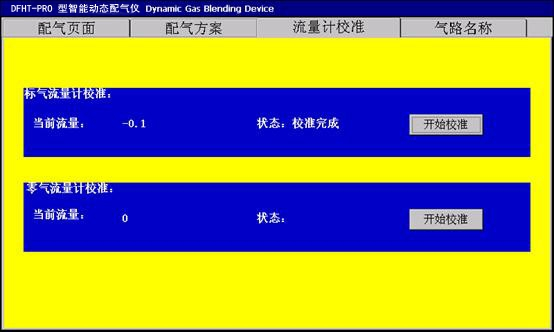 DFHT-PRO 型智能动态配气仪 Dynamic Gas Blending Device
配气页面 配气方案 流量计校准 气路名称
标气流量计校准：
当前流量： -0.1 状态：校准完成 开始校准
零气流量计校准：
当前流量： 0 状态： 开始校准